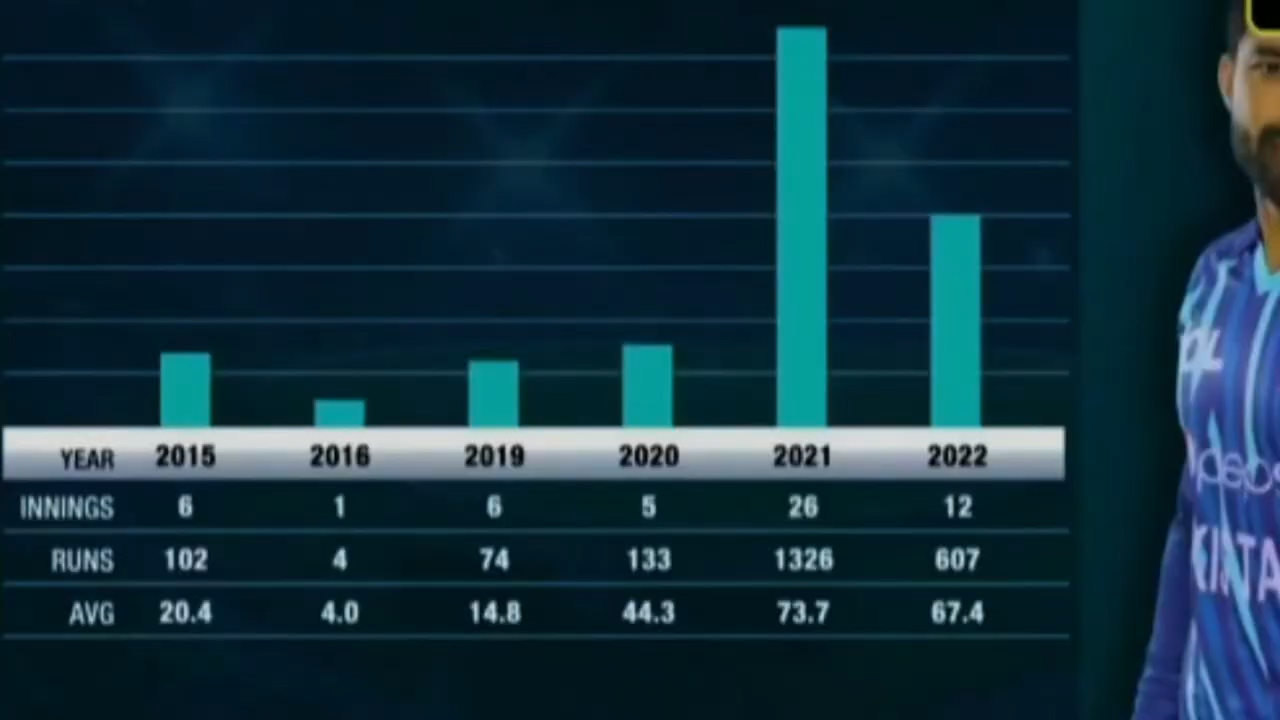 YEAR 2015 2016 2019 2020 2021 2022
INNINGS 6 1 6 5 26 12
RUNS 102 4 74 133 1326 607
AVG 20.4 4.0 14.8 44.3 73.7 67.4